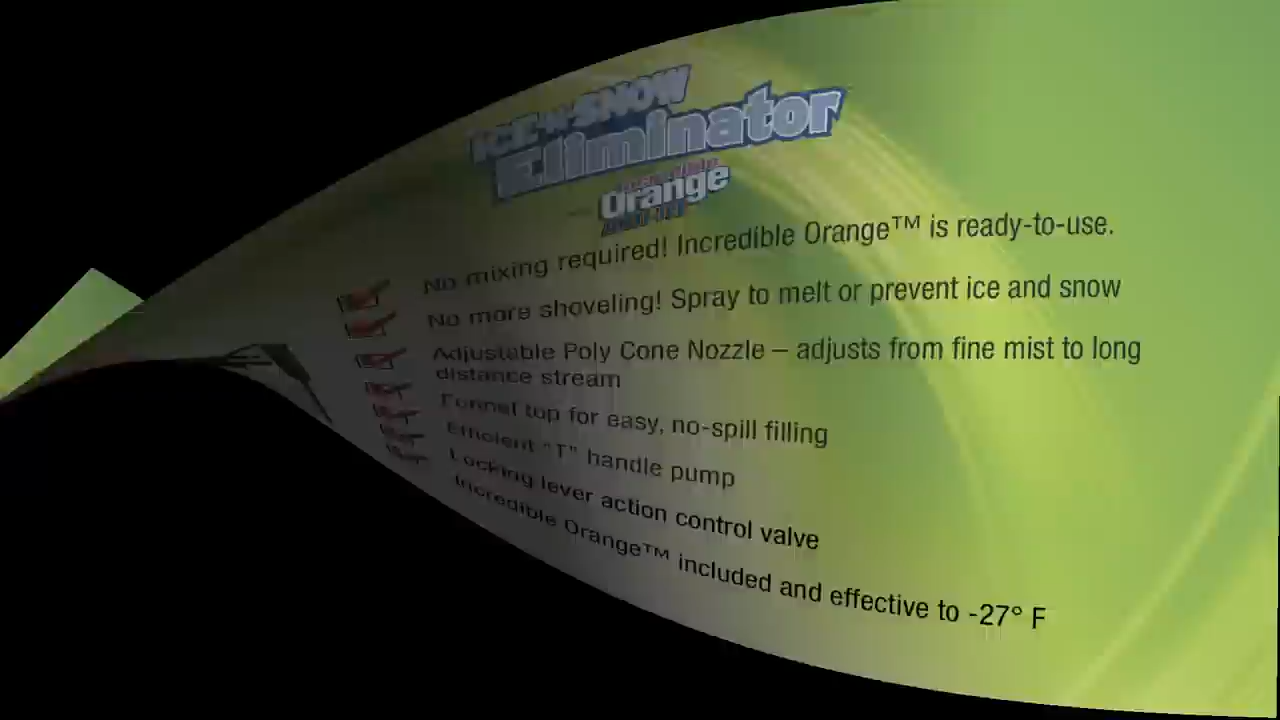 ICE-n-SNOW
Eliminator
Incredible
Orange
No mixing required! Incredible Orange™ is ready-to-use.
No more shoveling! Spray to melt or prevent ice and snow
Adjustable Poly Cone Nozzle – adjusts from fine mist to long
distance stream
Funnel top for easy, no-spill filling
Efficient "T" handle pump
Locking lever action control valve
Incredible Orange™ included and effective to -27° F